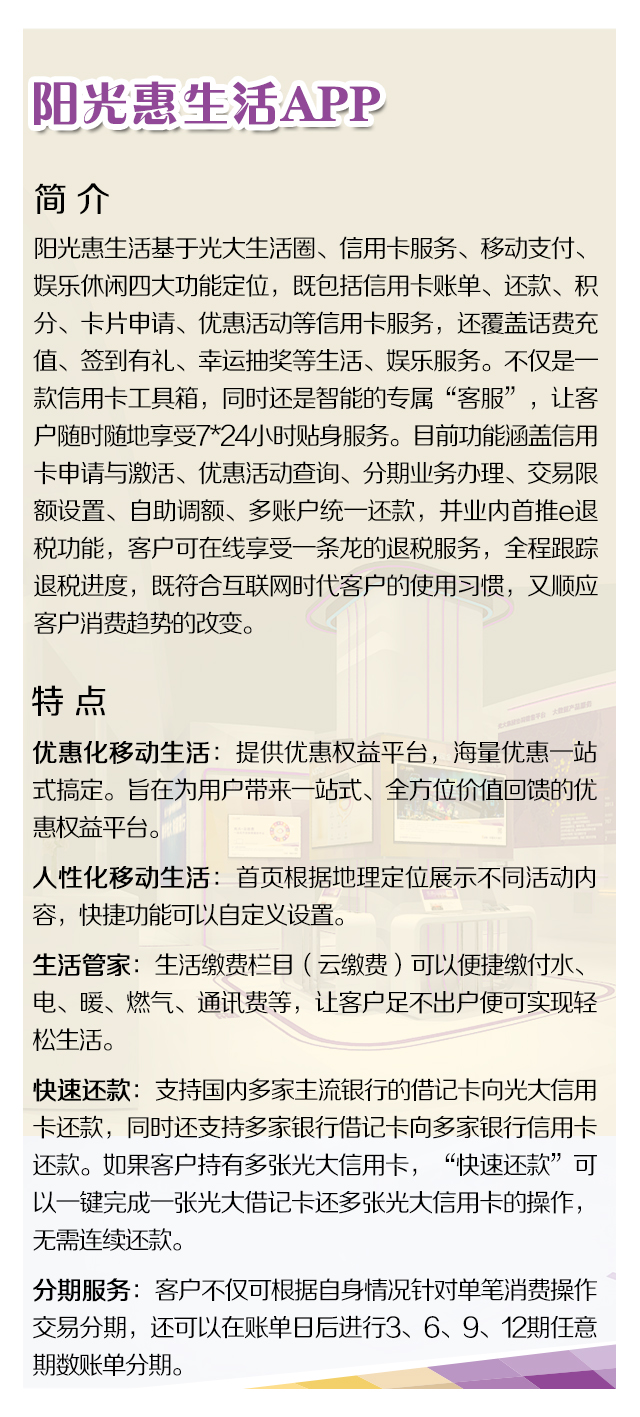 阳光惠生活APP
简 介
阳光惠生活基于光大生活圈、信用卡服务、移动支付、
娱乐休闲四大功能定位，既包括信用卡账单、还款、积
分、卡片申请、优惠活动等信用卡服务，还覆盖话费充
值、签到有礼、幸运抽奖等生活、娱乐服务。不仅是一
款信用卡工具箱，同时还是智能的专属“客服”，让客
户随时随地享受7*24小时贴身服务。目前功能涵盖信用
卡申请与激活、优惠活动查询、分期业务办理、交易限
额设置、自助调额、多账户统一还款，并业内首推e退
税功能，客户可在线享受一条龙的退税服务，全程跟踪
退税进度，既符合互联网时代客户的使用习惯，又顺应
客户消费趋势的改变。
特 点
优惠化移动生活：提供优惠权益平台，海量优惠一站
式搞定。旨在为用户带来一站式、全方位价值回馈的优
惠权益平台。
人性化移动生活：首页根据地理定位展示不同活动内
容，快捷功能可以自定义设置。
生活管家：生活缴费栏目（云缴费）可以便捷缴付水、
电、暖、燃气、通讯费等，让客户足不出户便可实现轻
松生活。
快速还款：支持国内多家主流银行的借记卡向光大信用
卡还款，同时还支持多家银行借记卡向多家银行信用卡
还款。如果客户持有多张光大信用卡，“快速还款”可
以一键完成一张光大借记卡还多张光大信用卡的操作，
无需连续还款。
分期服务：客户不仅可根据自身情况针对单笔消费操作
交易分期，还可以在账单日后进行3、6、9、12期任意
期数账单分期。